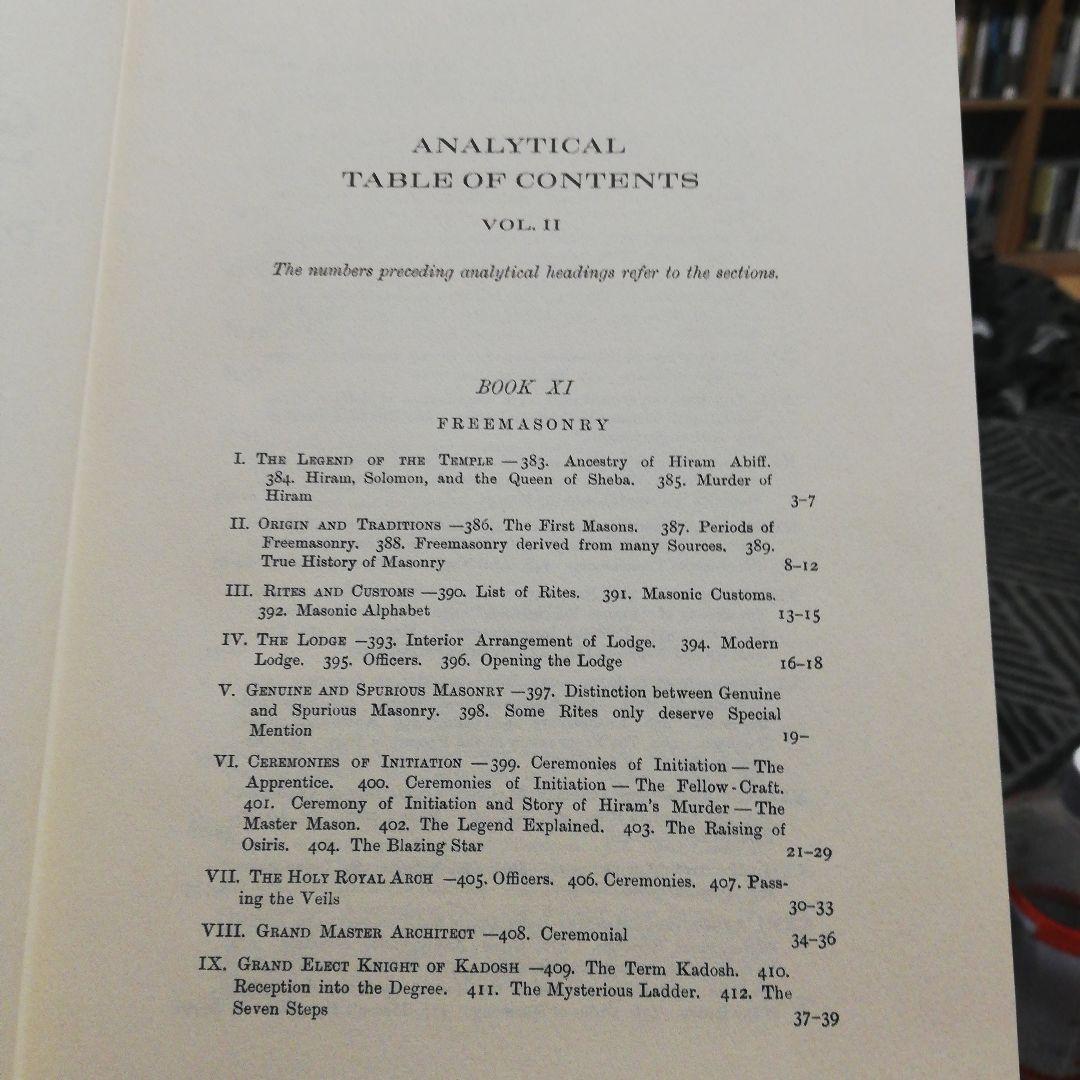 ANALYTICAL
TABLE OF CONTENTS
VOL. II
The numbers preceding analytical headings refer to the sections.
BOOK XI
FREEMASONRY
I. THE LEGEND OF THE TEMPLE —383. Ancestry of Hiram Abiff.
384. Hiram, Solomon, and the Queen of Sheba. 385. Murder of
Hiram 3–7
II. ORIGIN AND TRADITIONS —386. The First Masons. 387. Periods of
Freemasonry. 388. Freemasonry derived from many Sources. 389.
True History of Masonry 8–12
III. RITES AND CUSTOMS —390. List of Rites. 391. Masonic Customs.
392. Masonic Alphabet 13–15
IV. THE LODGE —393. Interior Arrangement of Lodge. 394. Modern
Lodge. 395. Officers. 396. Opening the Lodge 16–18
V. GENUINE AND SPURIOUS MASONRY —397. Distinction between Genuine
and Spurious Masonry. 398. Some Rites only deserve Special
Mention 19–
VI. CEREMONIES OF INITIATION —399. Ceremonies of Initiation — The
Apprentice. 400. Ceremonies of Initiation — The Fellow-Craft.
401. Ceremony of Initiation and Story of Hiram's Murder — The
Master Mason. 402. The Legend Explained. 403. The Raising of
Osiris. 404. The Blazing Star 21–29
VII. THE HOLY ROYAL ARCH —405. Officers. 406. Ceremonies. 407. Pass-
ing the Veils 30–33
VIII. GRAND MASTER ARCHITECT —408. Ceremonial 34–36
IX. GRAND ELECT KNIGHT OF KADOSH —409. The Term Kadosh. 410.
Reception into the Degree. 411. The Mysterious Ladder. 412. The
Seven Steps 37–39